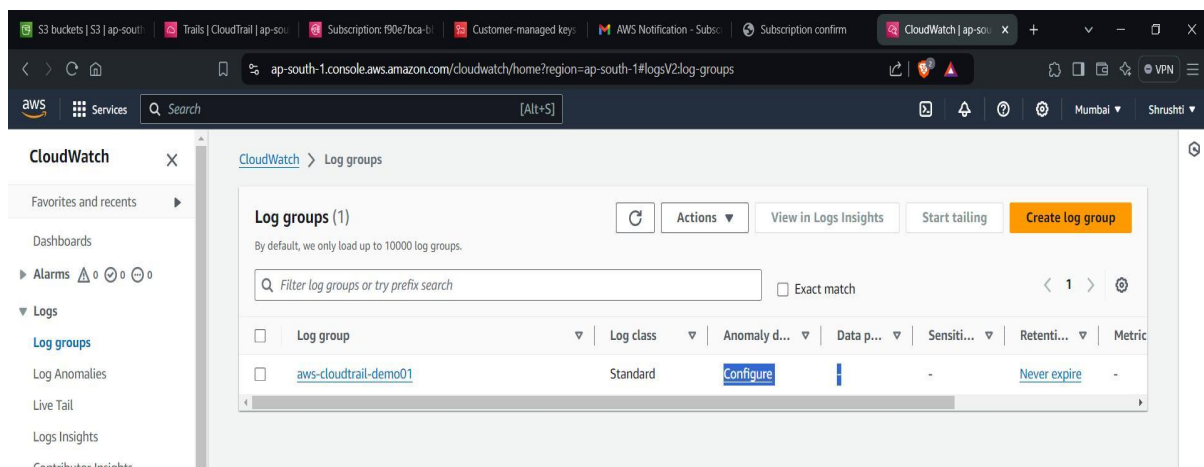 S3 buckets | S3 | ap-south
Trails | CloudTrail | ap-sou
Subscription: f90e7bca-b
Customer-managed keys
AWS Notification - Subsc
Subscription confirm
CloudWatch | ap-sou
ap-south-1.console.aws.amazon.com/cloudwatch/home?region=ap-south-1#logsV2:log-groups
VPN
aws
Services
Search
[Alt+S]
Mumbai
Shrushti
CloudWatch
CloudWatch > Log groups
Favorites and recents
Dashboards
Alarms 0 0 0
Logs
Log groups
Log Anomalies
Live Tail
Logs Insights
Contributor Insights
Log groups (1)
Actions
View in Logs Insights
Start tailing
Create log group
By default, we only load up to 10000 log groups.
Filter log groups or try prefix search
Exact match
1
Log group
Log class
Anomaly d...
Data p...
Sensiti...
Retenti...
Metric
aws-cloudtrail-demo01
Standard
Configure
-
-
Never expire
-